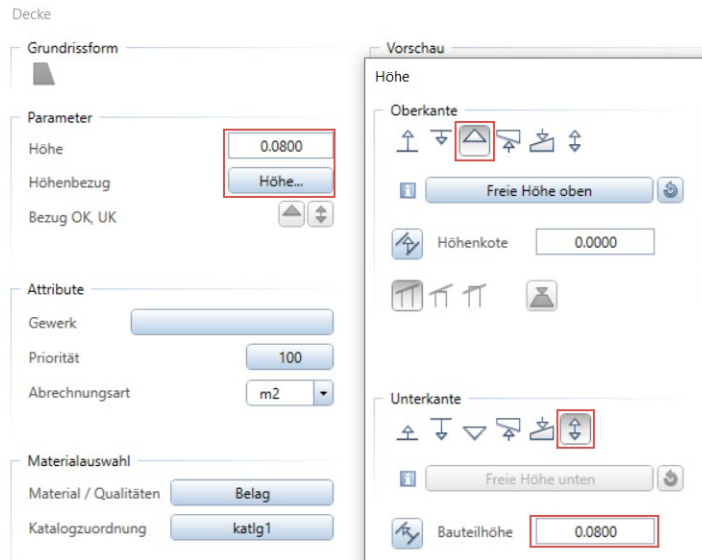 Decke
Grundrissform
Parameter
Höhe 0.0800
Höhenbezug Höhe...
Bezug OK, UK
Attribute
Gewerk
Priorität 100
Abrechnungsart m2
Materialauswahl
Material / Qualitäten Belag
Katalogzuordnung katlg1
Vorschau
Höhe
Oberkante
Freie Höhe oben
Höhenkote 0.0000
Unterkante
Freie Höhe unten
Bauteilhöhe 0.0800